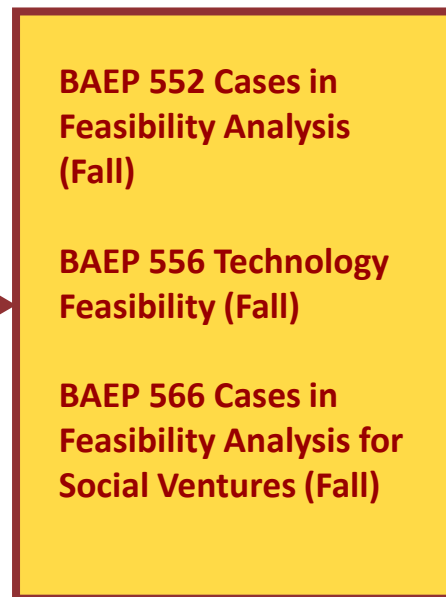 BAEP 552 Cases in
Feasibility Analysis
(Fall)
BAEP 556 Technology
Feasibility (Fall)
BAEP 566 Cases in
Feasibility Analysis for
Social Ventures (Fall)